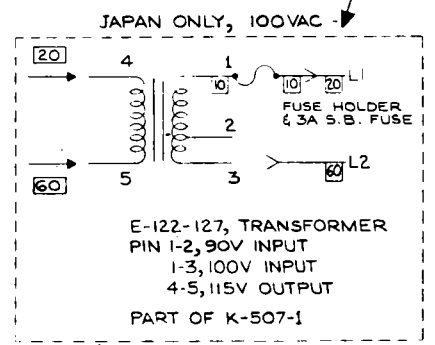 JAPAN ONLY, 100VAC
20
4
1
10
10
20
L1
FUSE HOLDER
& 3A S.B. FUSE
2
60
5
3
60
L2
E-122-127, TRANSFORMER
PIN 1-2, 90V INPUT
1-3, 100V INPUT
4-5, 115V OUTPUT
PART OF K-507-1